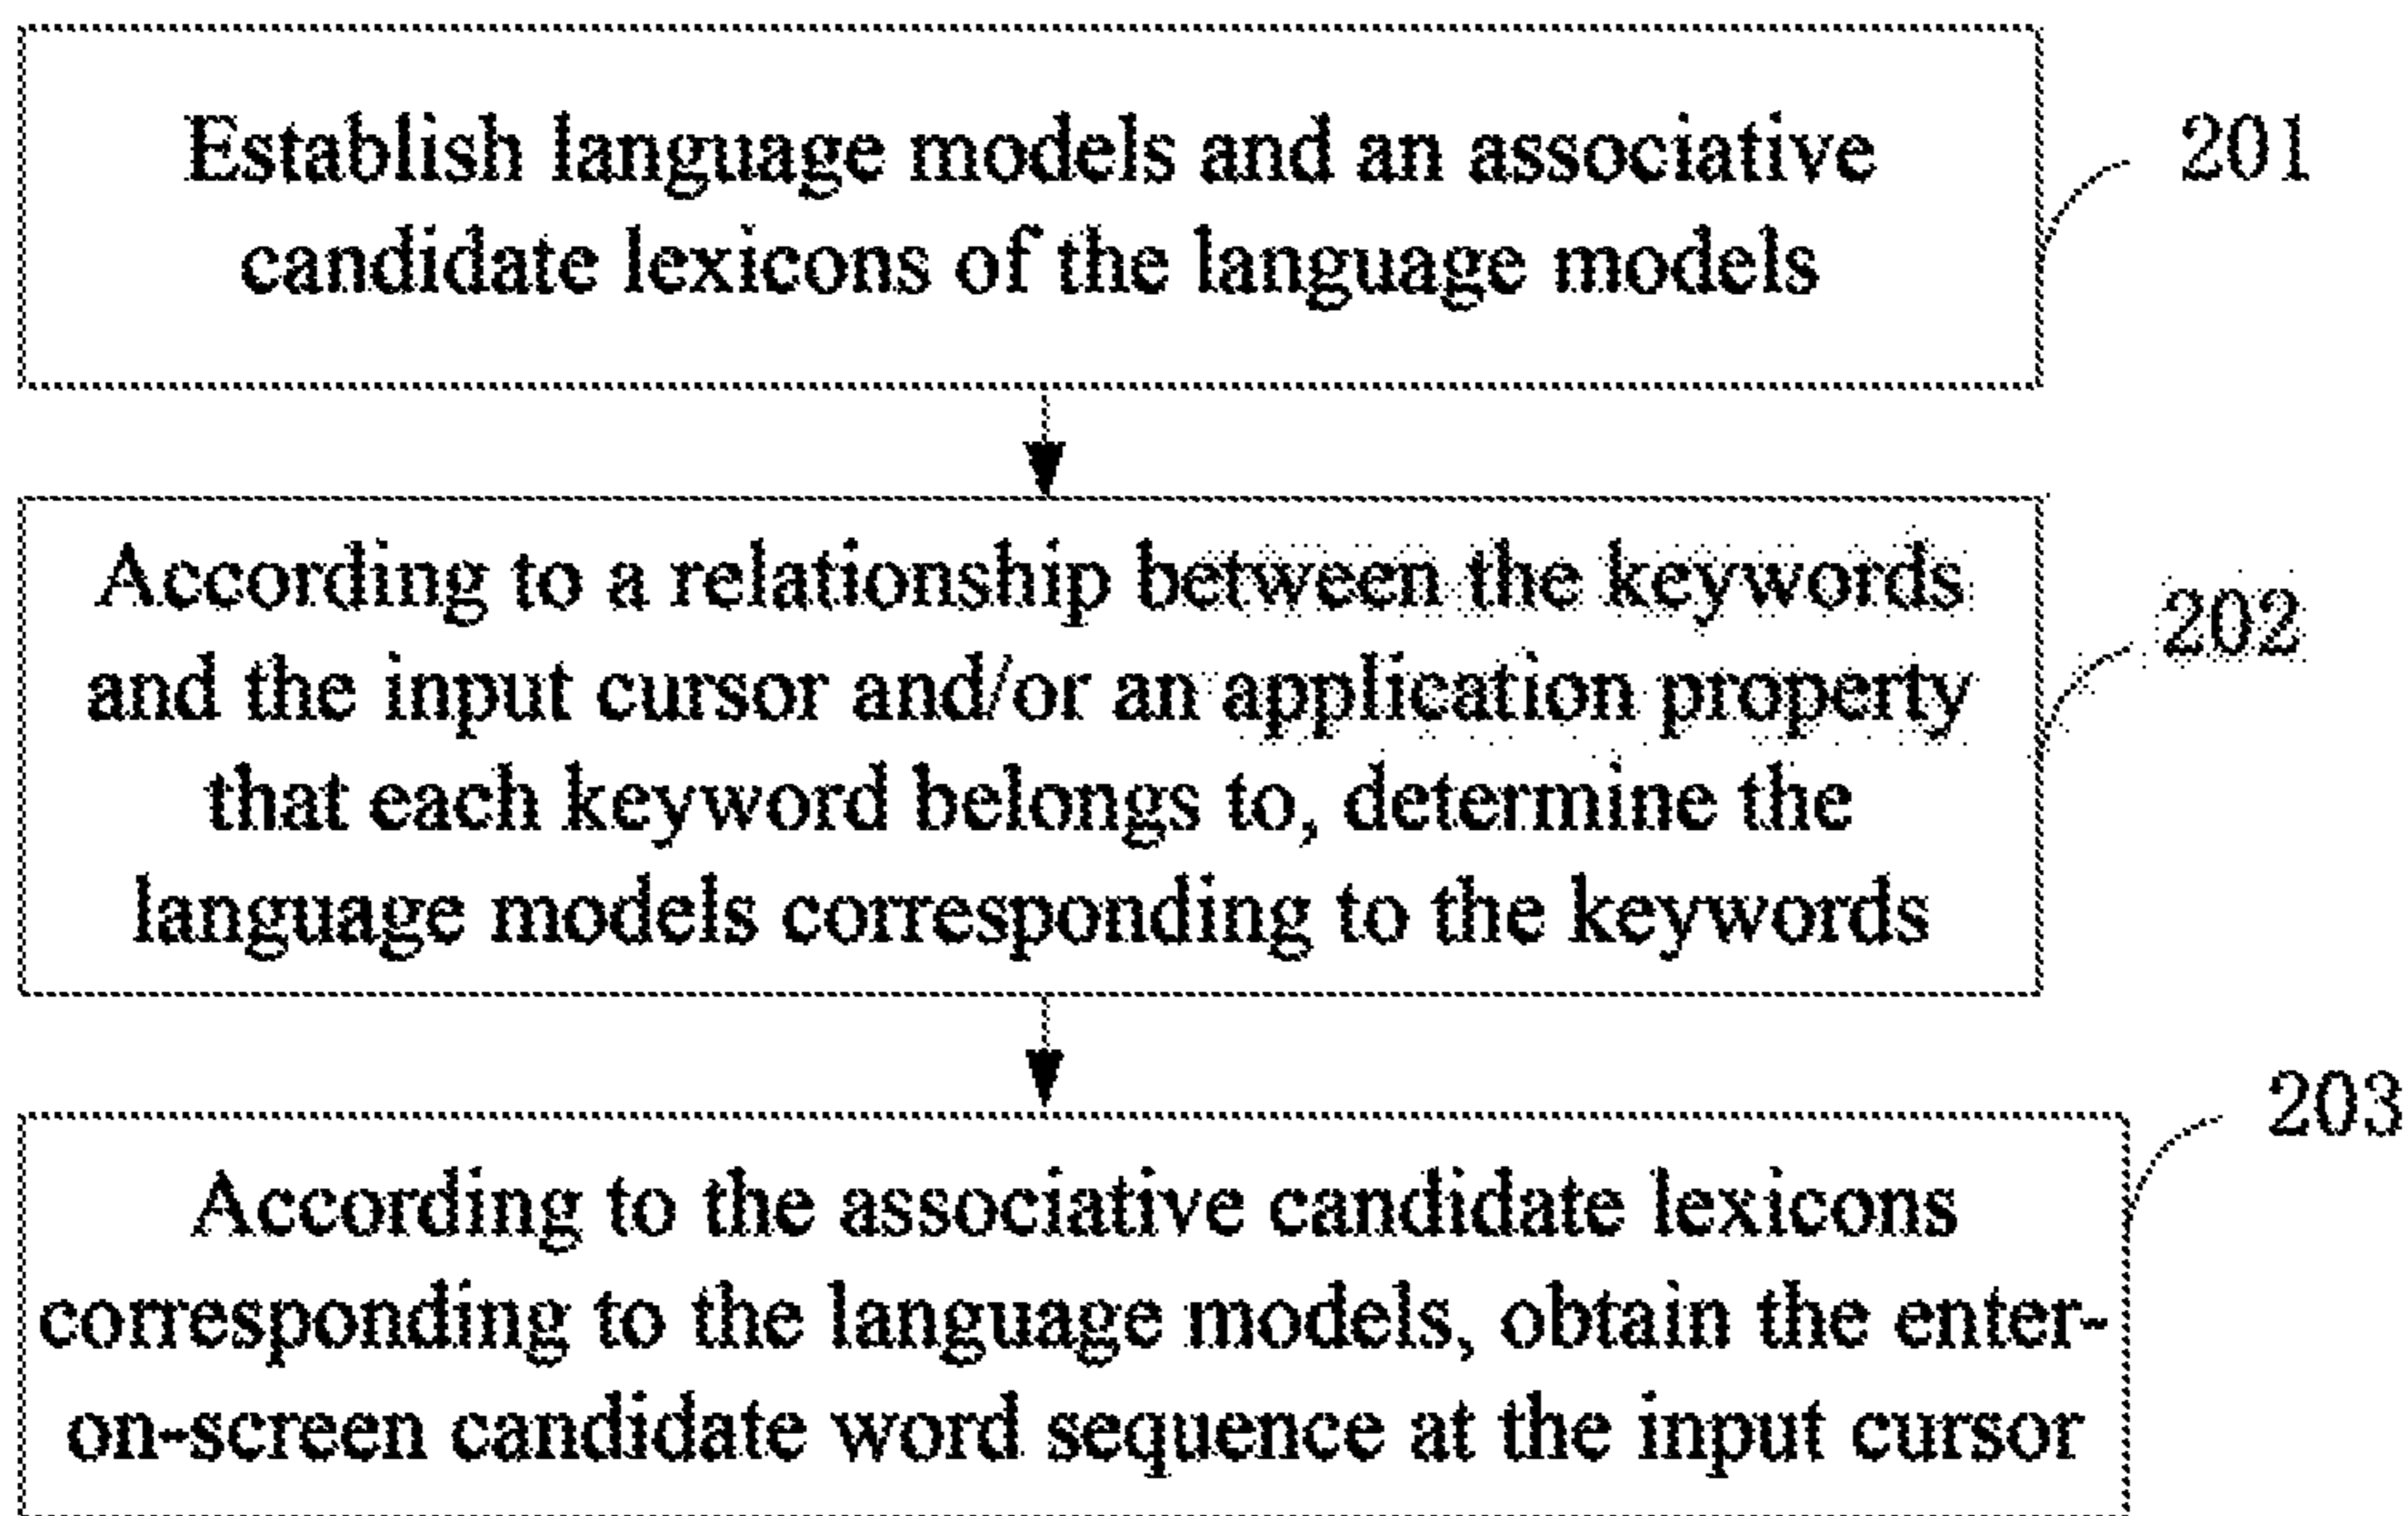 Establish language models and an associative
candidate lexicons of the language models
201
According to a relationship between the keywords
and the input cursor and/or an application property
that each keyword belongs to, determine the
language models corresponding to the keywords
202
203
According to the associative candidate lexicons
corresponding to the language models, obtain the enter-
on-screen candidate word sequence at the input cursor